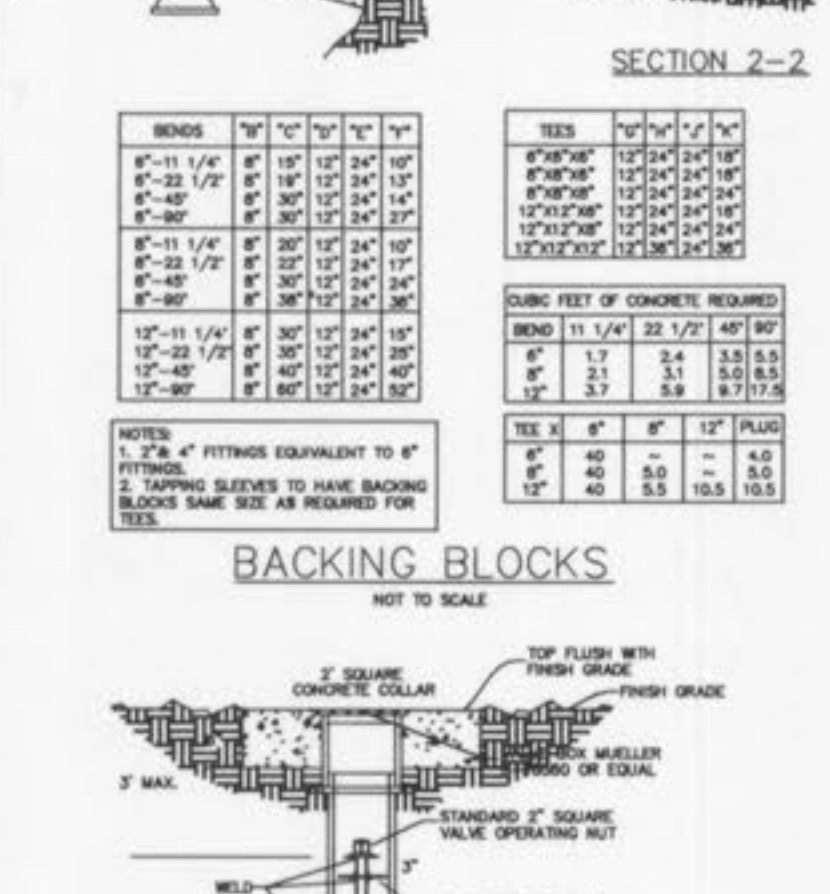 SECTION 2-2
BENDS "B" "C" "D" "E" "F"
6"-11 1/4° 8" 15" 12" 24" 10"
6"-22 1/2° 8" 19" 12" 24" 13"
6"-45° 8" 30" 12" 24" 14"
6"-90° 8" 30" 12" 24" 27"
8"-11 1/4° 8" 20" 12" 24" 10"
8"-22 1/2° 8" 22" 12" 24" 17"
8"-45° 8" 30" 12" 24" 24"
8"-90° 8" 38" 12" 24" 38"
12"-11 1/4° 8" 30" 12" 24" 15"
12"-22 1/2° 8" 35" 12" 24" 25"
12"-45° 8" 40" 12" 24" 40"
12"-90° 8" 60" 12" 24" 52"
TEES "G" "H" "J" "K"
6"X6"X6" 12" 24" 24" 18"
8"X8"X6" 12" 24" 24" 18"
8"X8"X8" 12" 24" 24" 24"
12"X12"X6" 12" 24" 24" 18"
12"X12"X8" 12" 24" 24" 24"
12"X12"X12" 12" 36" 24" 36"
CUBIC FEET OF CONCRETE REQUIRED
BEND 11 1/4° 22 1/2° 45° 90°
6" 1.7 2.4 3.5 5.5
8" 2.1 3.1 5.0 8.5
12" 3.7 5.9 9.7 17.5
TEE X 6" 8" 12" PLUG
6" 40 ~ ~ 4.0
8" 40 5.0 ~ 5.0
12" 40 5.5 10.5 10.5
NOTES:
1. 2"& 4" FITTINGS EQUIVALENT TO 6"
FITTINGS.
2. TAPPING SLEEVES TO HAVE BACKING
BLOCKS SAME SIZE AS REQUIRED FOR
TEES.
BACKING BLOCKS
NOT TO SCALE
TOP FLUSH WITH
FINISH GRADE
2' SQUARE
CONCRETE COLLAR
FINISH GRADE
BOX MUELLER
OR EQUAL
3' MAX.
STANDARD 2" SQUARE
VALVE OPERATING NUT
3"
WELD